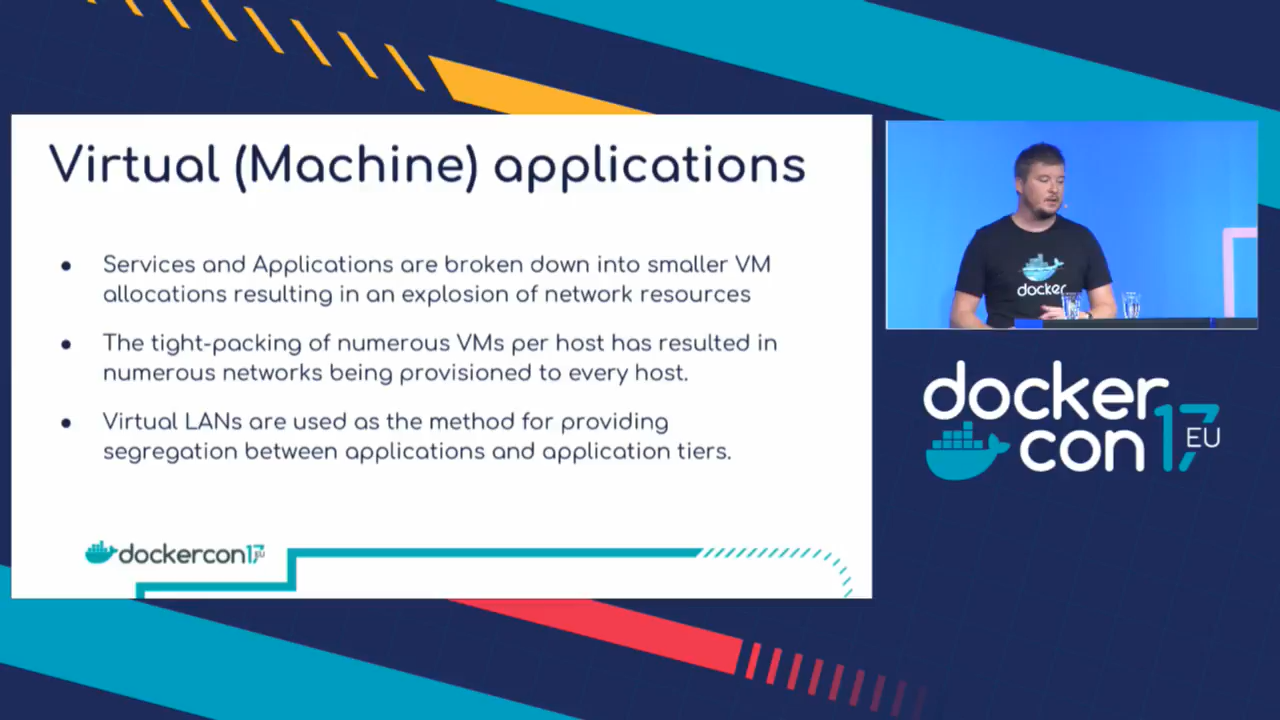 Virtual (Machine) applications
● Services and Applications are broken down into smaller VM
allocations resulting in an explosion of network resources
● The tight-packing of numerous VMs per host has resulted in
numerous networks being provisioned to every host.
● Virtual LANs are used as the method for providing
segregation between applications and application tiers.
dockercon17 EU
docker
docker
con 17 EU